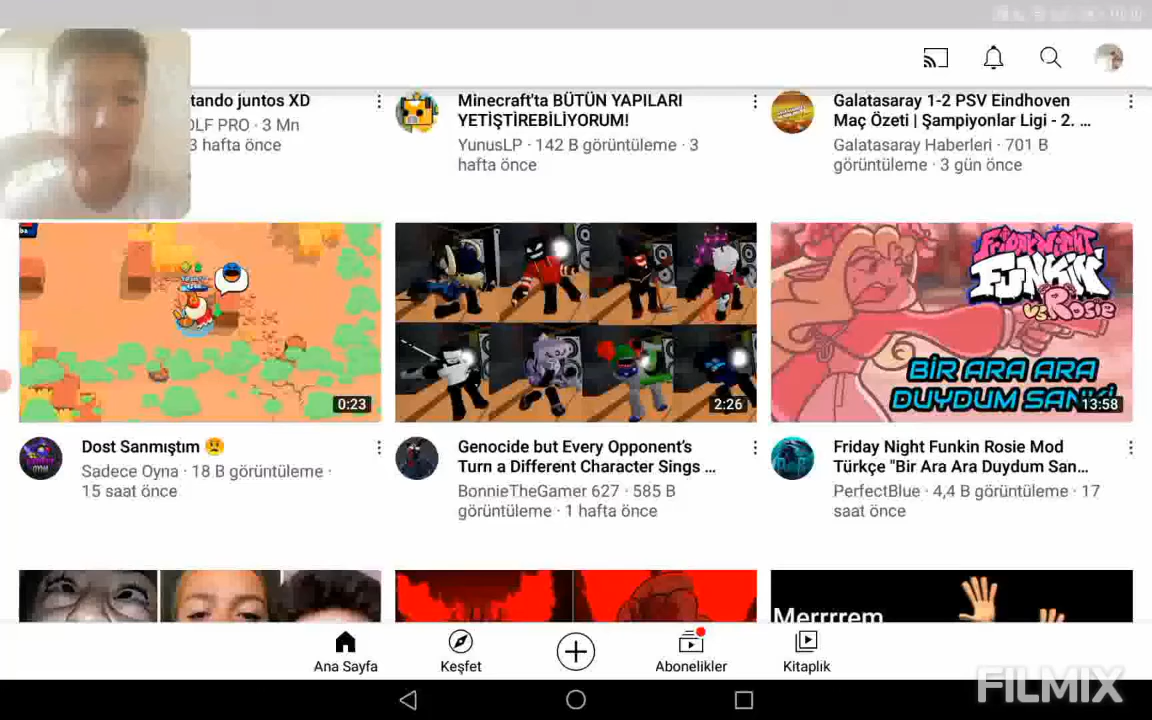 tando juntos XD
OLF PRO · 3 Mn
3 hafta önce
Minecraft'ta BÜTÜN YAPILARI
YETİŞTİREBİLİYORUM!
YunusLP · 142 B görüntüleme · 3
hafta önce
Galatasaray 1-2 PSV Eindhoven
Maç Özeti | Şampiyonlar Ligi - 2. ...
Galatasaray Haberleri · 701 B
görüntüleme · 3 gün önce
0:23
2:26
FRIDAY NIGHT
FUNKIN'
VS. ROSIE
BİR ARA ARA
DUYDUM SANKİ
13:58
Dost Sanmıştım 😟
Sadece Oyna · 18 B görüntüleme ·
15 saat önce
Genocide but Every Opponent's
Turn a Different Character Sings ...
BonnieTheGamer 627 · 585 B
görüntüleme · 1 hafta önce
Friday Night Funkin Rosie Mod
Türkçe "Bir Ara Ara Duydum San...
PerfectBlue · 4,4 B görüntüleme · 17
saat önce
Merrrrem
Ana Sayfa
Keşfet
Abonelikler
Kitaplık
FILMIX